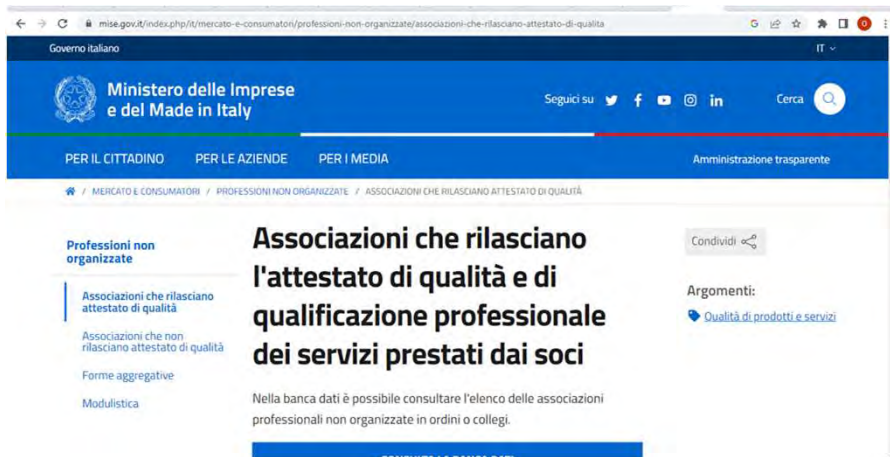 mise.gov.it/index.php/it/mercato-e-consumatori/professioni-non-organizzate/associazioni-che-rilasciano-attestato-di-qualita
Governo italiano
IT
Ministero delle Imprese
e del Made in Italy
Seguici su
Cerca
PER IL CITTADINO
PER LE AZIENDE
PER I MEDIA
Amministrazione trasparente
/ MERCATO E CONSUMATORI / PROFESSIONI NON ORGANIZZATE / ASSOCIAZIONI CHE RILASCIANO ATTESTATO DI QUALITÀ
Professioni non
organizzate
Associazioni che rilasciano
attestato di qualità
Associazioni che non
rilasciano attestato di qualità
Forme aggregative
Modulistica
Associazioni che rilasciano
l'attestato di qualità e di
qualificazione professionale
dei servizi prestati dai soci
Nella banca dati è possibile consultare l'elenco delle associazioni
professionali non organizzate in ordini o collegi.
Condividi
Argomenti:
Qualità di prodotti e servizi